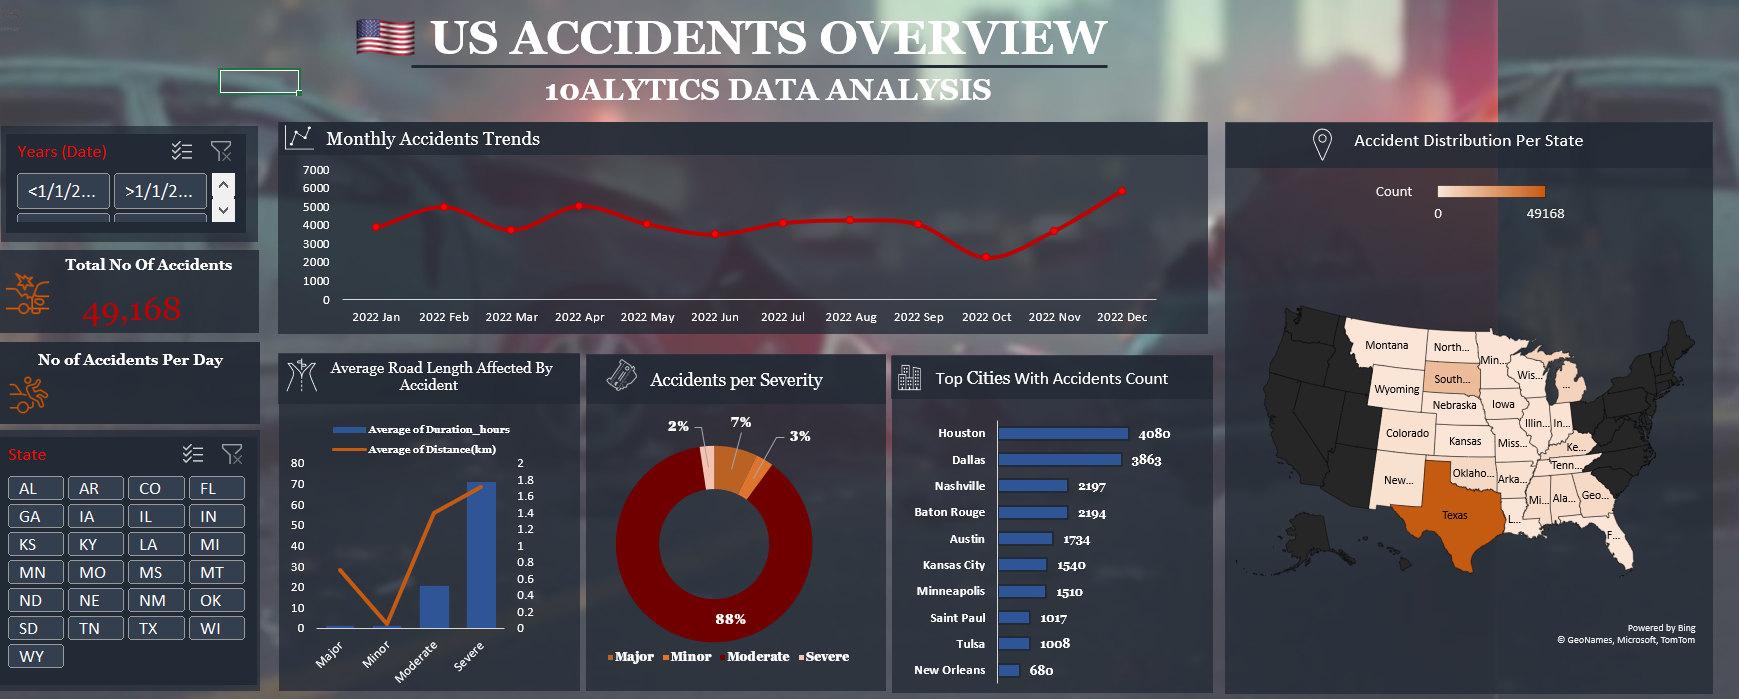 US ACCIDENTS OVERVIEW
10ALYTICS DATA ANALYSIS
Years (Date)
<1/1/2...
>1/1/2...
Total No Of Accidents
49,168
No of Accidents Per Day
State
AL AR CO FL
GA IA IL IN
KS KY LA MI
MN MO MS MT
ND NE NM OK
SD TN TX WI
WY
Monthly Accidents Trends
7000
6000
5000
4000
3000
2000
1000
0
2022 Jan 2022 Feb 2022 Mar 2022 Apr 2022 May 2022 Jun 2022 Jul 2022 Aug 2022 Sep 2022 Oct 2022 Nov 2022 Dec
Average Road Length Affected By
Accident
Average of Duration_hours
Average of Distance(km)
80
70
60
50
40
30
20
10
0
2
1.8
1.6
1.4
1.2
1
0.8
0.6
0.4
0.2
0
Major
Minor
Moderate
Severe
Accidents per Severity
2%
7%
3%
88%
Major Minor Moderate Severe
Top Cities With Accidents Count
Houston 4080
Dallas 3863
Nashville 2197
Baton Rouge 2194
Austin 1734
Kansas City 1540
Minneapolis 1510
Saint Paul 1017
Tulsa 1008
New Orleans 680
Accident Distribution Per State
Count
0 49168
Montana
North...
Min...
Wis...
...
South...
Wyoming
Nebraska
Iowa
Illin...
In...
Colorado
Kansas
Miss...
Ke...
Tenn...
New...
Oklaho...
Arka...
Mi...
Ala...
Geo...
Texas
L...
F...
Powered by Bing
© GeoNames, Microsoft, TomTom